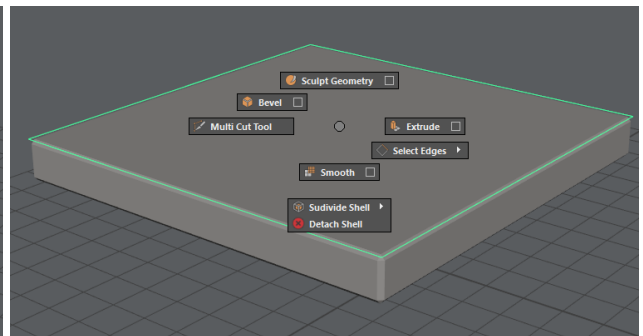 Sculpt Geometry
Bevel
Multi Cut Tool
Extrude
Select Edges
Smooth
Sudivide Shell
Detach Shell